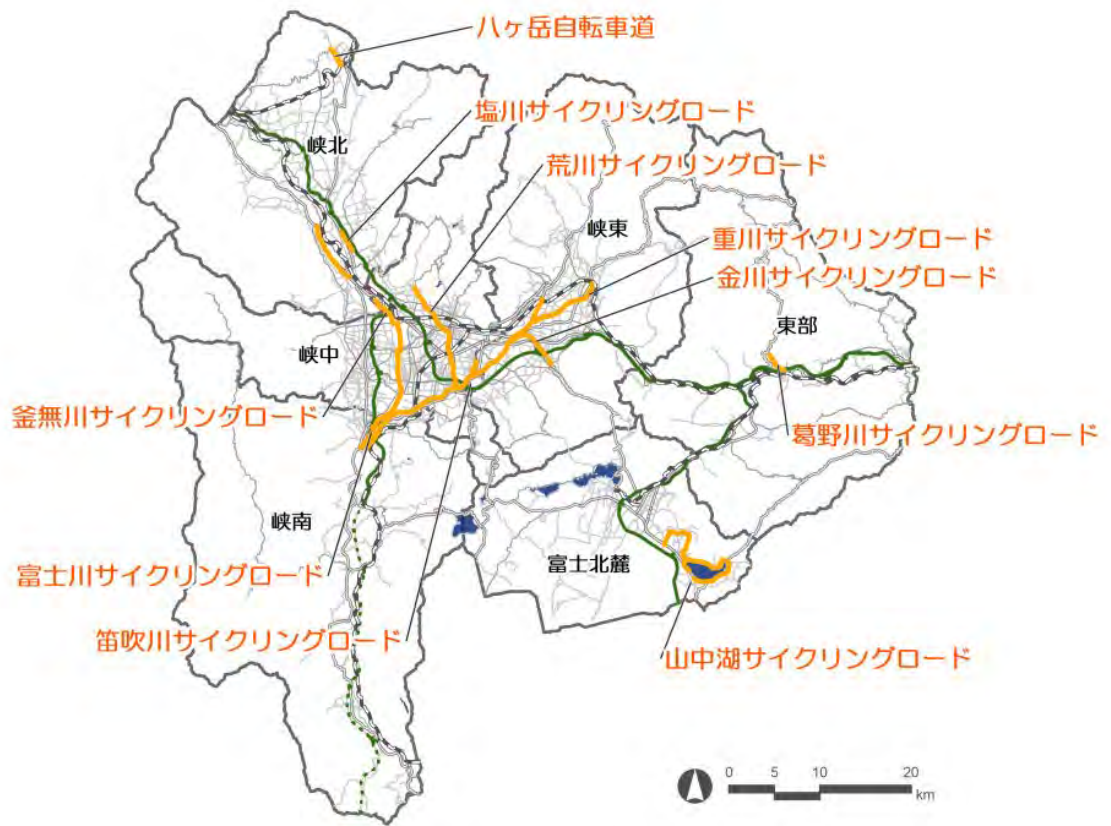 八ヶ岳自転車道
塩川サイクリングロード
峡北
荒川サイクリングロード
峡東
重川サイクリングロード
金川サイクリングロード
東部
峡中
釜無川サイクリングロード
葛野川サイクリングロード
峡南
富士北麓
富士川サイクリングロード
笛吹川サイクリングロード
山中湖サイクリングロード
0 5 10 20
km